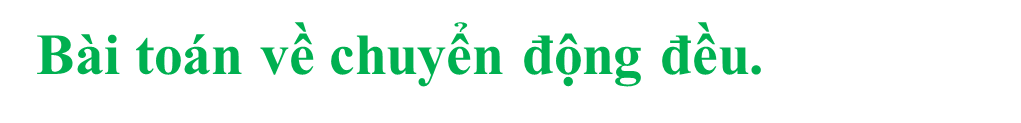 Bài toán về chuyển động đều.